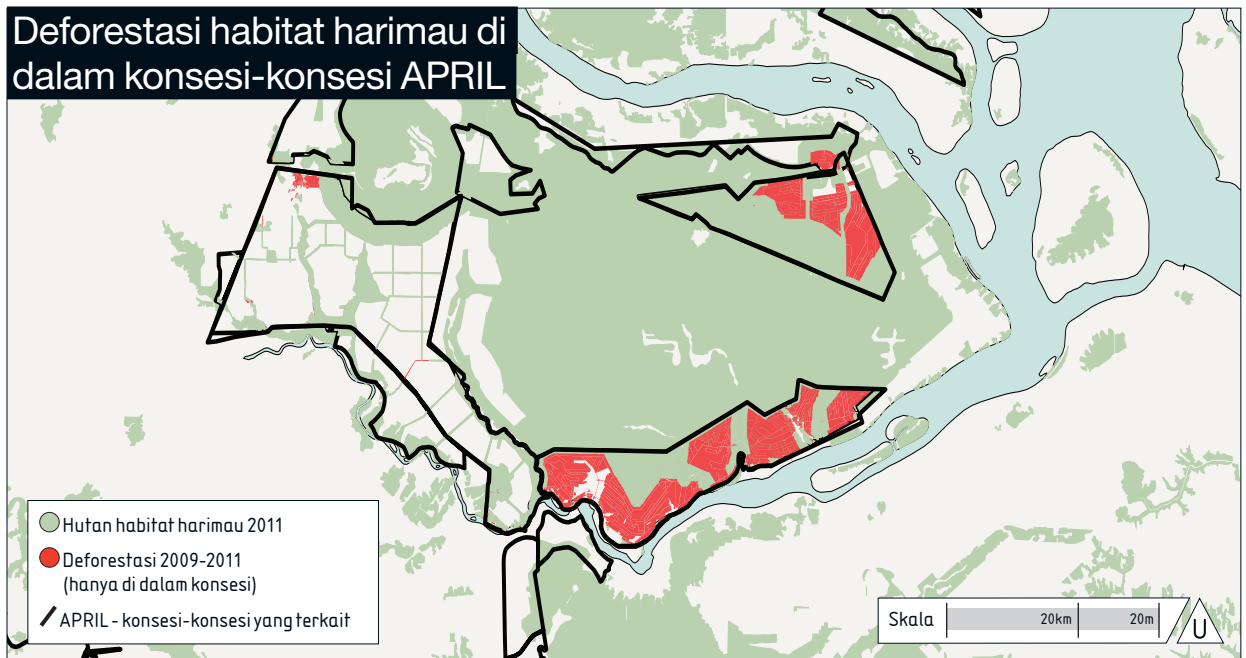 Deforestasi habitat harimau di
dalam konsesi-konsesi APRIL
Hutan habitat harimau 2011
Deforestasi 2009-2011
(hanya di dalam konsesi)
APRIL - konsesi-konsesi yang terkait
Skala
20km
20m
U